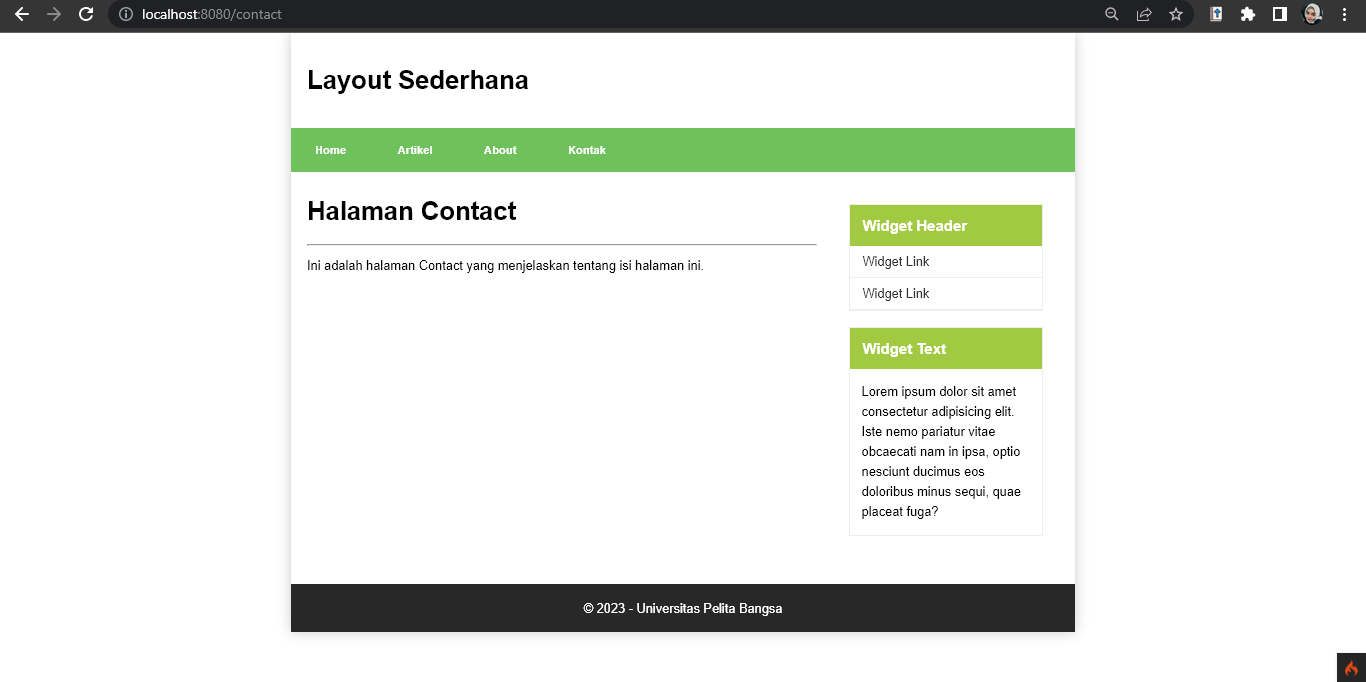 localhost:8080/contact
Layout Sederhana
Home Artikel About Kontak
Halaman Contact
Ini adalah halaman Contact yang menjelaskan tentang isi halaman ini.
Widget Header
Widget Link
Widget Link
Widget Text
Lorem ipsum dolor sit amet
consectetur adipisicing elit.
Iste nemo pariatur vitae
obcaecati nam in ipsa, optio
nesciunt ducimus eos
doloribus minus sequi, quae
placeat fuga?
© 2023 - Universitas Pelita Bangsa